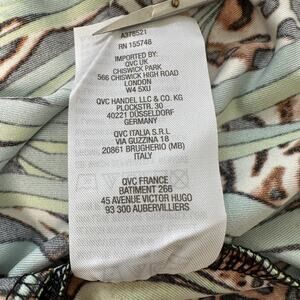 A378521
RN 155748
IMPORTED BY:
QVC UK
CHISWICK PARK
566 CHISWICK HIGH ROAD
LONDON
W4 5XU
QVC HANDEL LLC & CO. KG
PLOCKSTR. 30
40221 DÜSSELDORF
GERMANY
QVC ITALIA S.R.L
VIA GUZZINA 18
20861 BRUGHERIO (MB)
ITALY
QVC FRANCE
BATIMENT 266
45 AVENUE VICTOR HUGO
93 300 AUBERVILLIERS